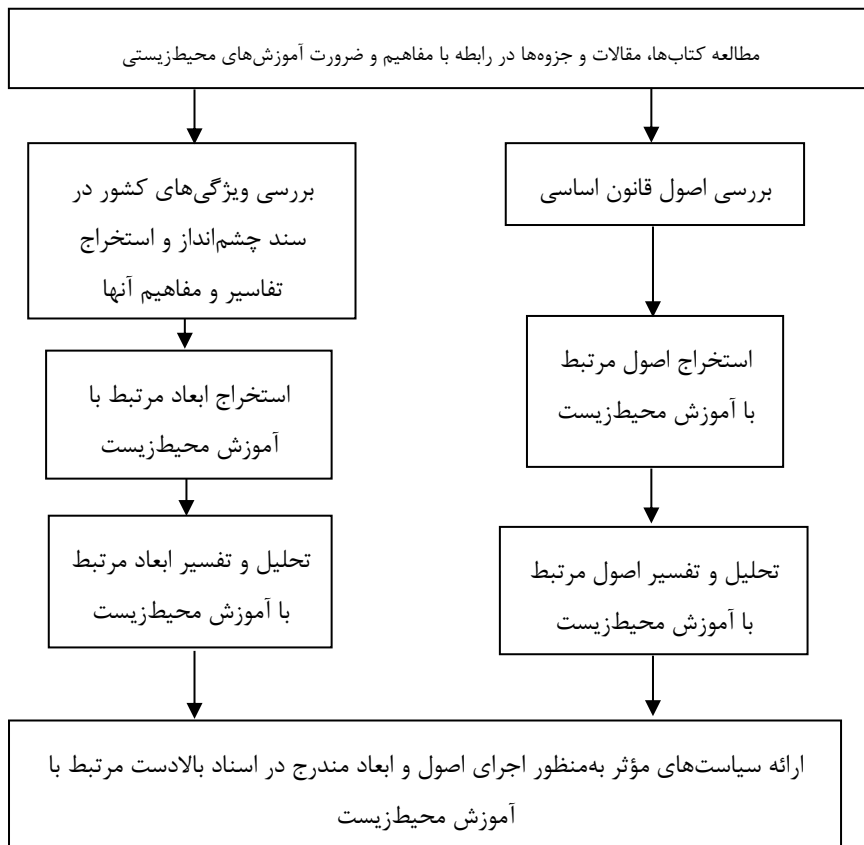 مطالعه کتاب‌ها، مقالات و جزوه‌ها در رابطه با مفاهیم و ضرورت آموزش‌های محیط‌زیستی
بررسی اصول قانون اساسی
استخراج اصول مرتبط
با آموزش محیط‌زیست
تحلیل و تفسیر اصول مرتبط
با آموزش محیط‌زیست
بررسی ویژگی‌های کشور در
سند چشم‌انداز و استخراج
تفاسیر و مفاهیم آنها
استخراج ابعاد مرتبط با
آموزش محیط‌زیست
تحلیل و تفسیر ابعاد مرتبط
با آموزش محیط‌زیست
ارائه سیاست‌های مؤثر به‌منظور اجرای اصول و ابعاد مندرج در اسناد بالادست مرتبط با
آموزش محیط‌زیست